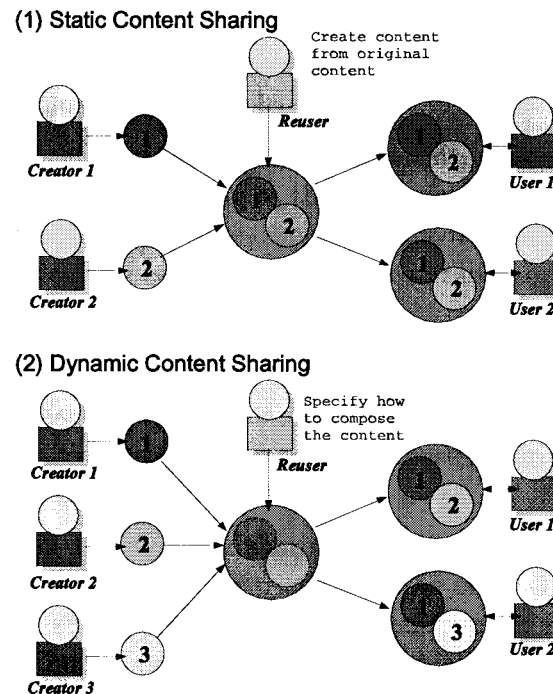 (1) Static Content Sharing
Create content
from original
content
Reuser
1
Creator 1
1
2
1
2
User 1
2
Creator 2
1
2
User 2
(2) Dynamic Content Sharing
Specify how
to compose
the content
Reuser
1
Creator 1
1
2
User 1
2
Creator 2
1
3
User 2
3
Creator 3